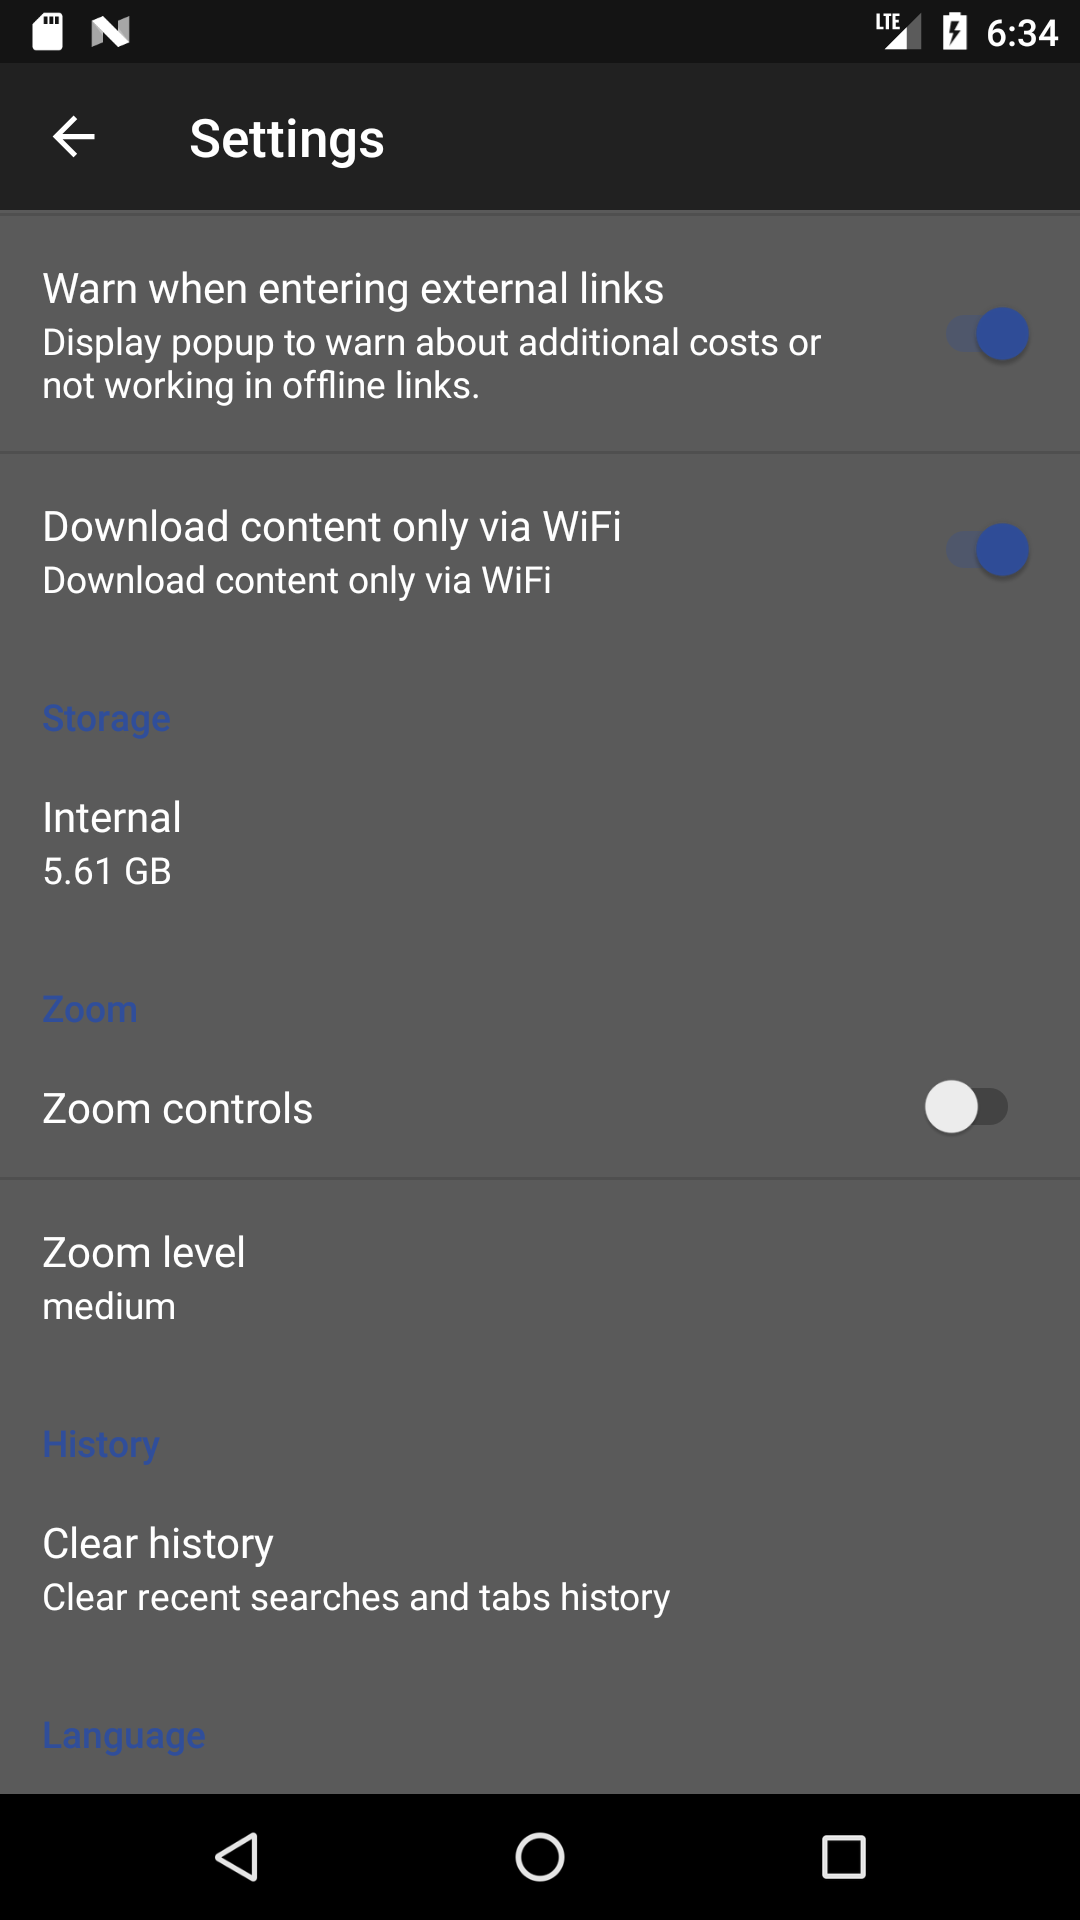 LTE 6:34
Settings
Warn when entering external links
Display popup to warn about additional costs or
not working in offline links.
Download content only via WiFi
Download content only via WiFi
Storage
Internal
5.61 GB
Zoom
Zoom controls
Zoom level
medium
History
Clear history
Clear recent searches and tabs history
Language